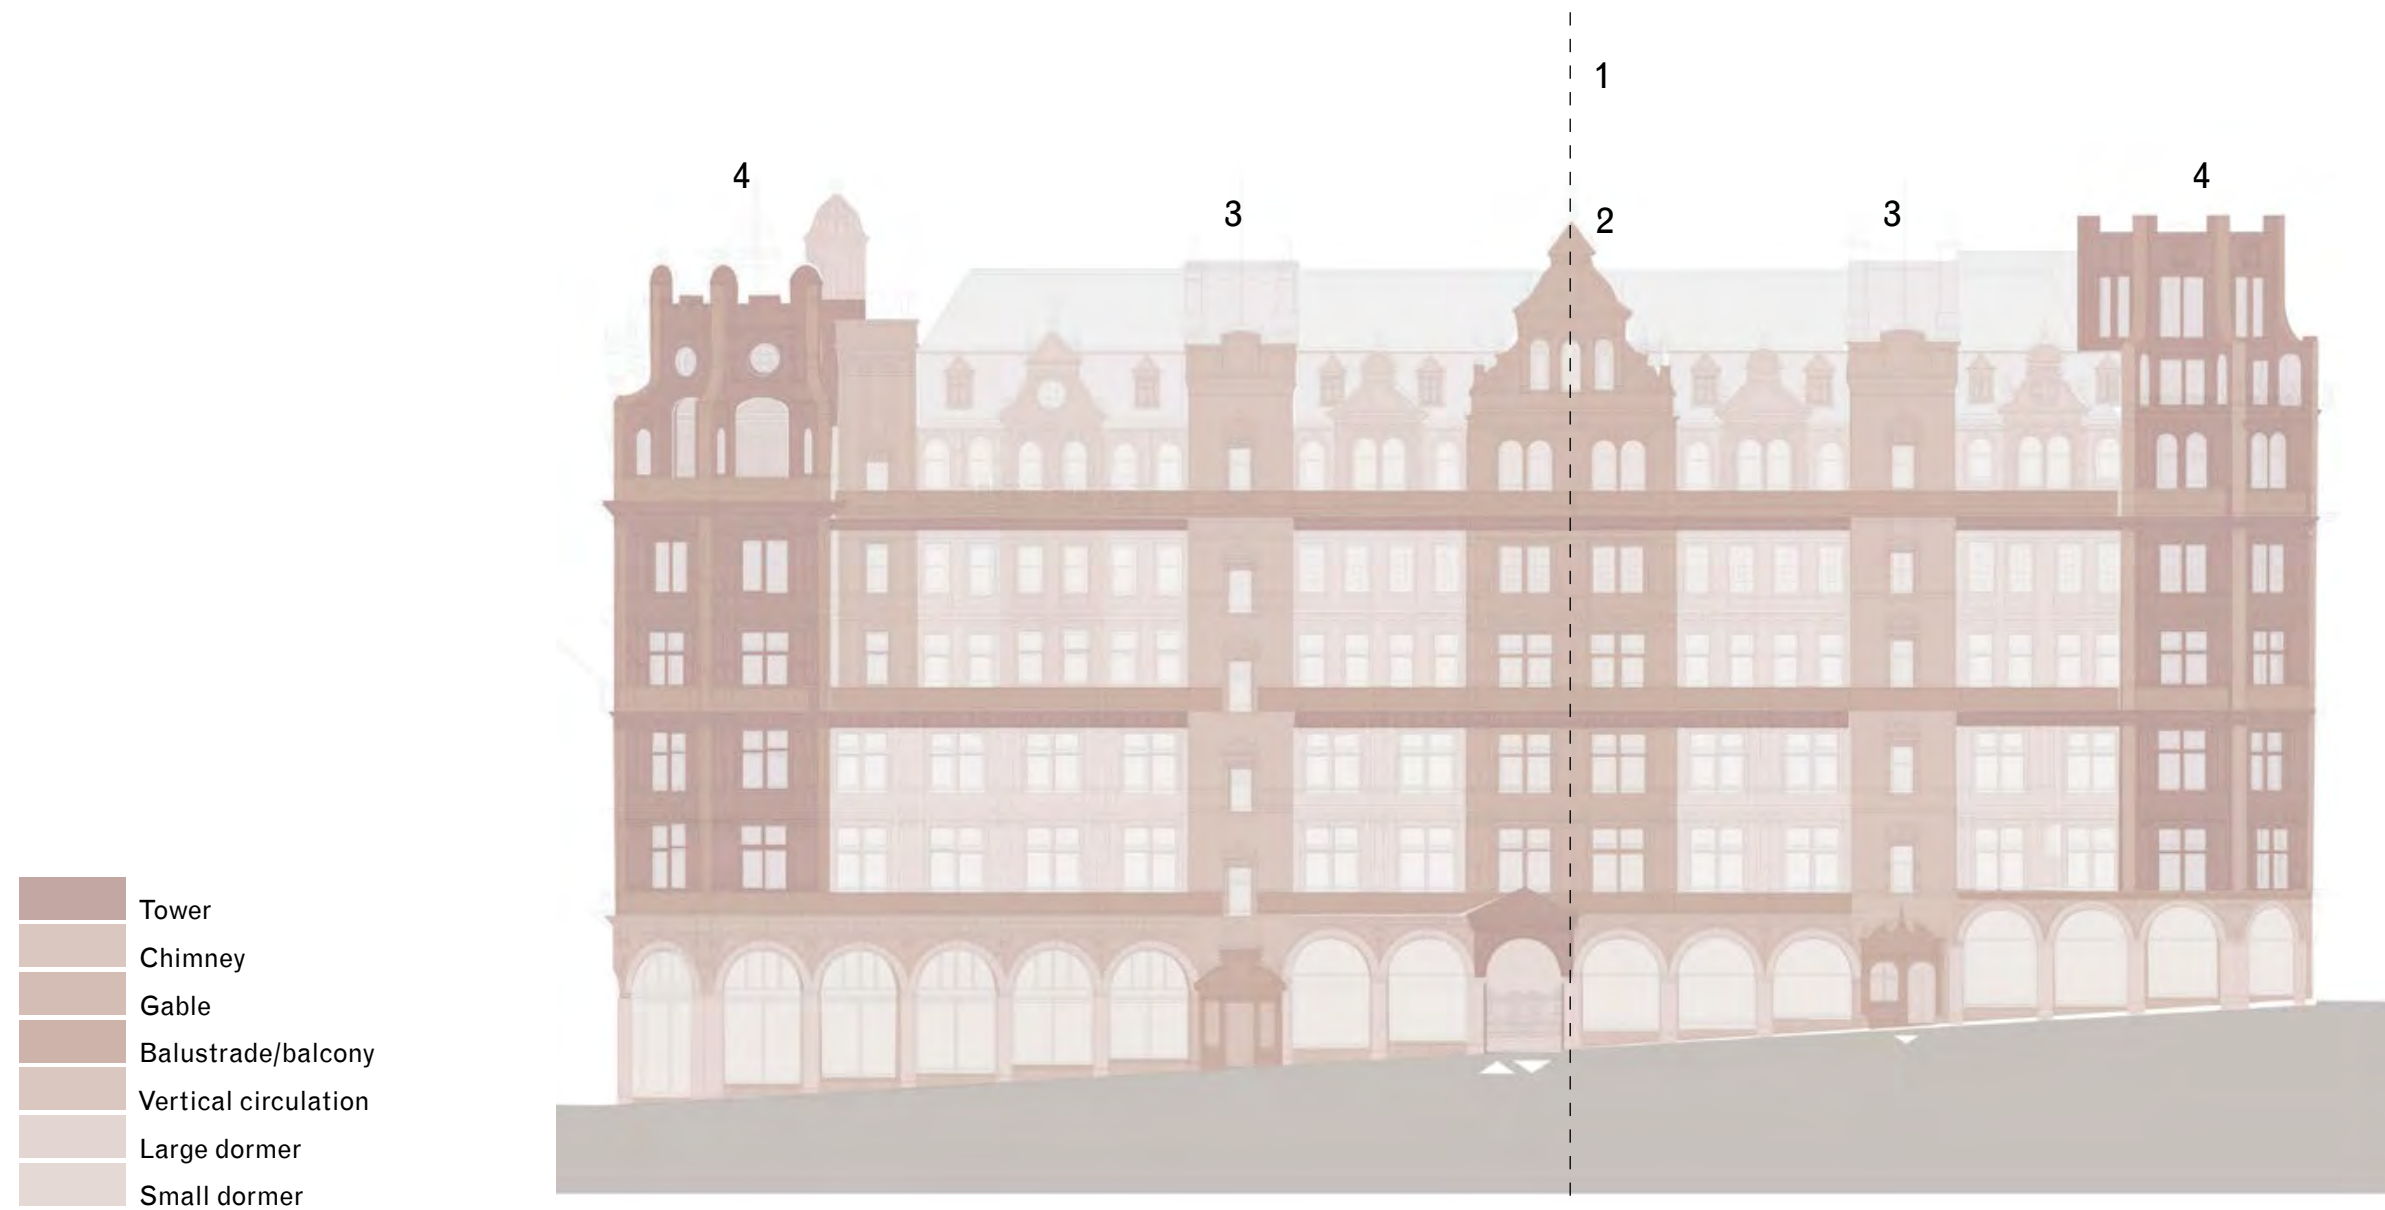 1
4
4
3
3
2
Tower
Chimney
Gable
Balustrade/balcony
Vertical circulation
Large dormer
Small dormer